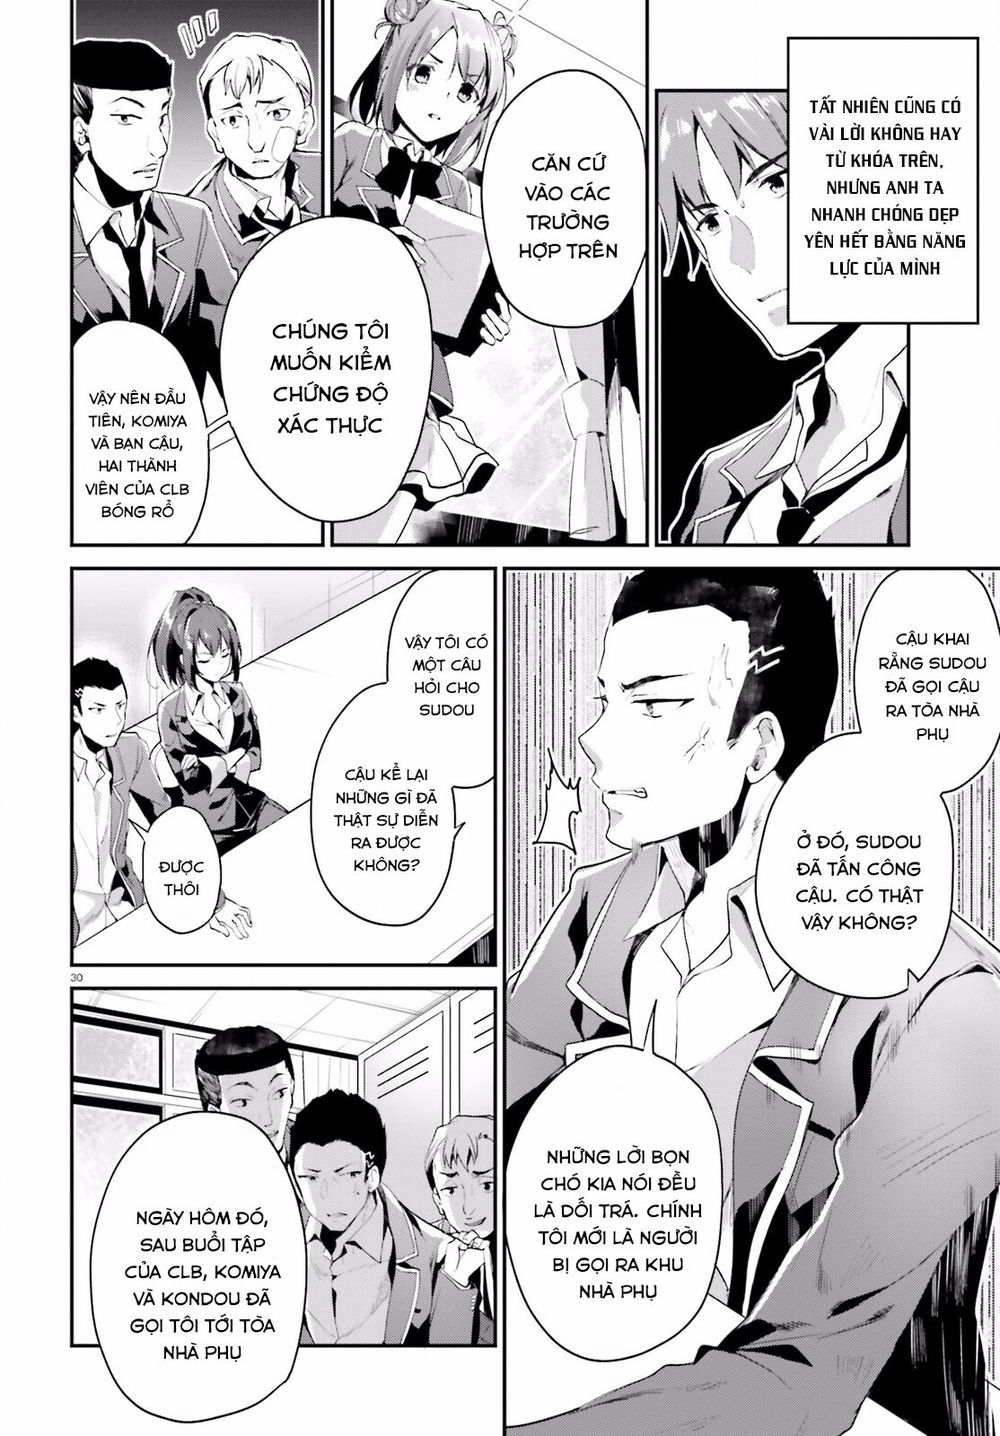 TẤT NHIÊN CŨNG CÓ
VÀI LỜI KHÔNG HAY
TỪ KHÓA TRÊN,
NHƯNG ANH TA
NHANH CHÓNG DẸP
YÊN HẾT BẰNG NĂNG
LỰC CỦA MÌNH
CĂN CỨ
VÀO CÁC
TRƯỜNG
HỢP TRÊN
CHÚNG TÔI
MUỐN KIỂM
CHỨNG ĐỘ
XÁC THỰC
VẬY NÊN ĐẦU
TIÊN, KOMIYA
VÀ BẠN CẬU,
HAI THÀNH
VIÊN CỦA CLB
BÓNG RỔ
CẬU KHAI
RẰNG SUDOU
ĐÃ GỌI CẬU
RA TÒA NHÀ
PHỤ
Ở ĐÓ, SUDOU
ĐÃ TẤN CÔNG
CẬU. CÓ THẬT
VẬY KHÔNG?
NHỮNG LỜI BỌN
CHÓ KIA NÓI ĐỀU
LÀ DỐI TRÁ. CHÍNH
TÔI MỚI LÀ NGƯỜI
BỊ GỌI RA KHU
NHÀ PHỤ
VẬY TÔI CÓ
MỘT CÂU
HỎI CHO
SUDOU
CẬU KỂ LẠI
NHỮNG GÌ ĐÃ
THẬT SỰ DIỄN
RA ĐƯỢC
KHÔNG?
ĐƯỢC
THÔI
30
NGÀY HÔM ĐÓ,
SAU BUỔI TẬP
CỦA CLB, KOMIYA
VÀ KONDOU ĐÃ
GỌI TÔI TỚI TÒA
NHÀ PHỤ